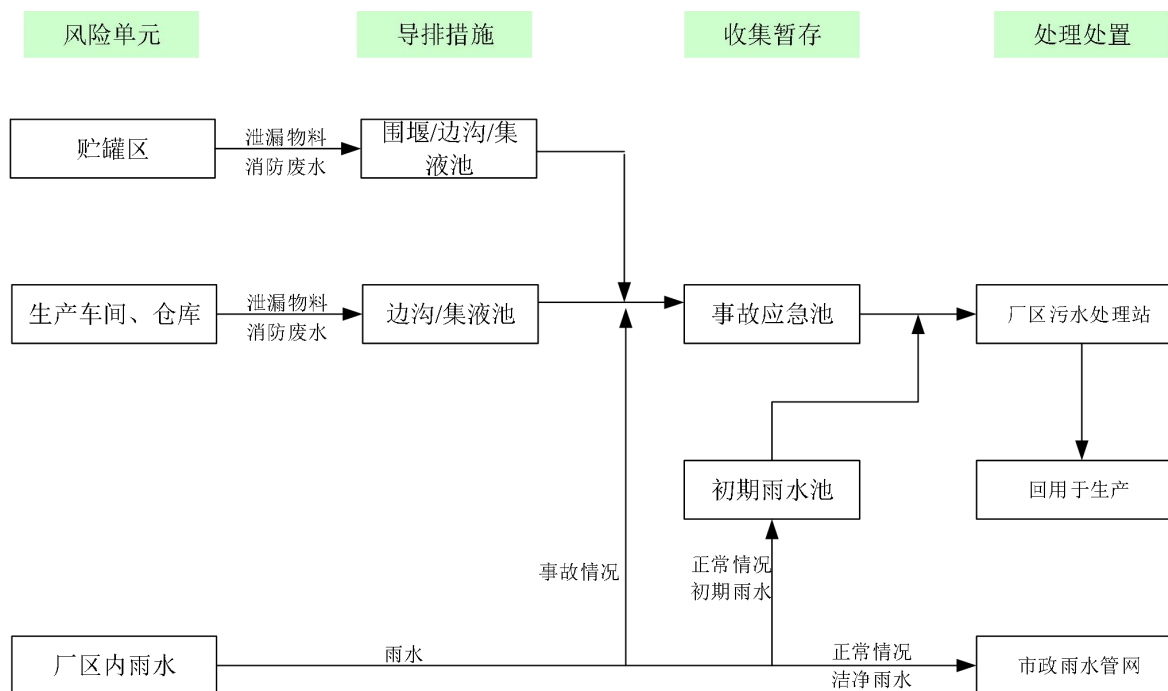 风险单元
导排措施
收集暂存
处理处置
贮罐区
泄漏物料
消防废水
围堰/边沟/集
液池
生产车间、仓库
泄漏物料
消防废水
边沟/集液池
事故应急池
厂区污水处理站
初期雨水池
回用于生产
事故情况
正常情况
初期雨水
厂区内雨水
雨水
正常情况
洁净雨水
市政雨水管网